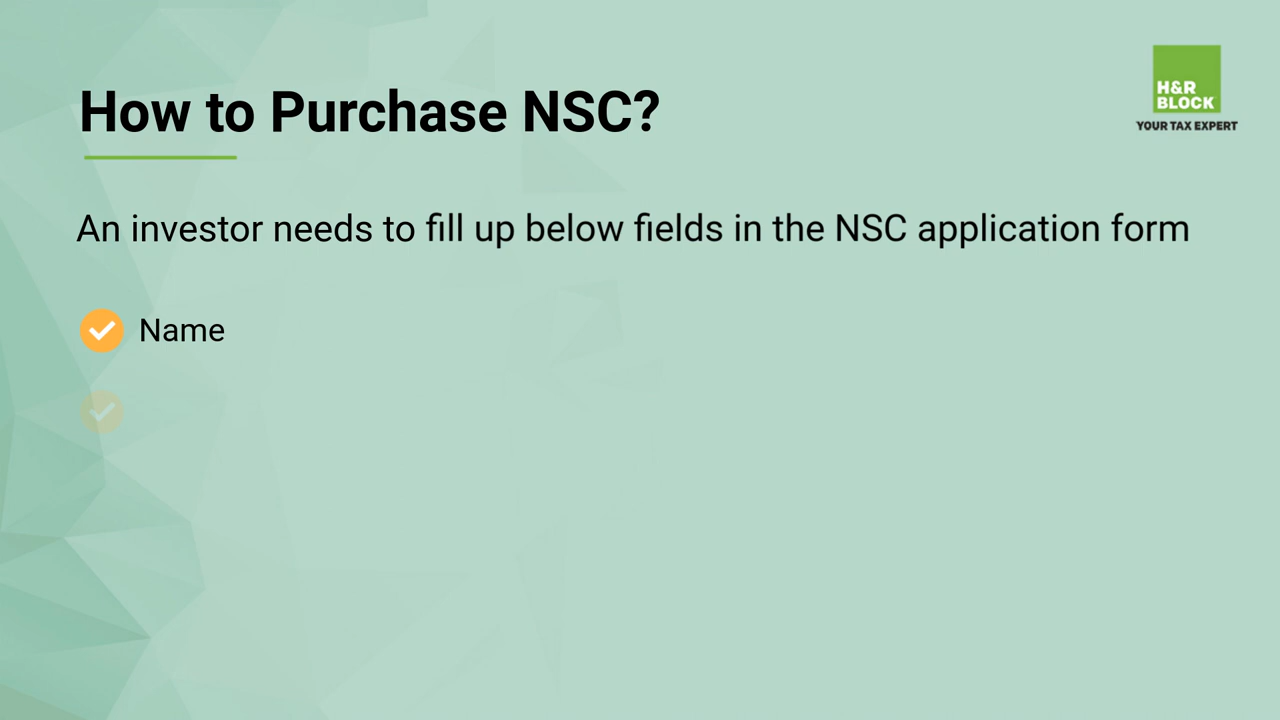 How to Purchase NSC?
H&R
BLOCK
YOUR TAX EXPERT
An investor needs to fill up below fields in the NSC application form
Name